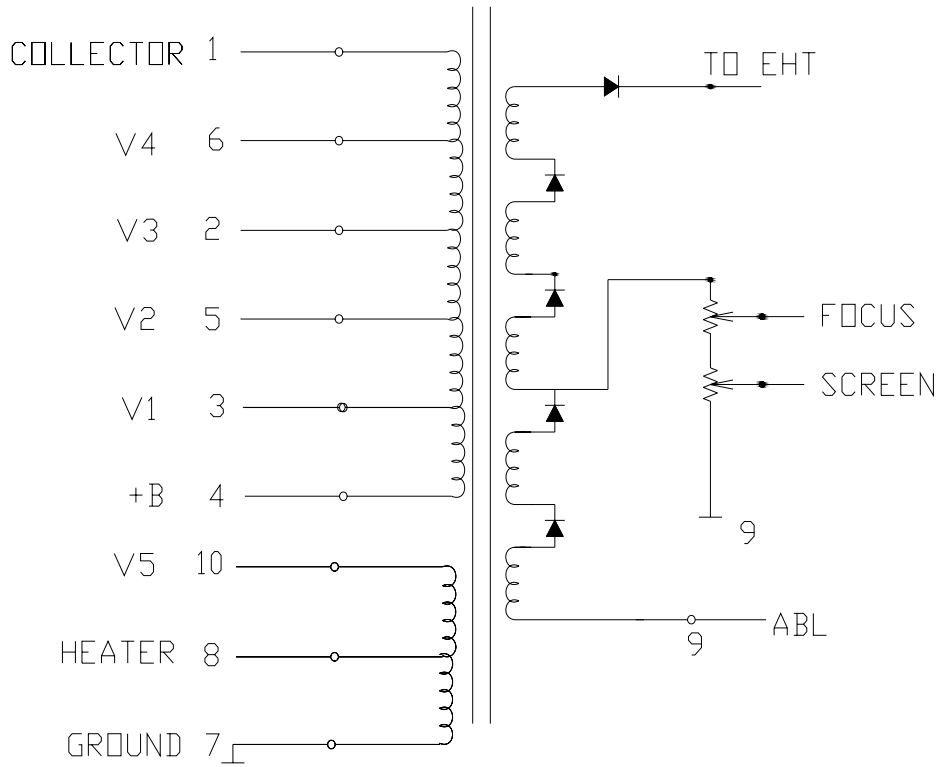 COLLECTOR 1
TO EHT
V4 6
V3 2
V2 5
FOCUS
SCREEN
V1 3
+B 4
9
V5 10
ABL
9
HEATER 8
GROUND 7